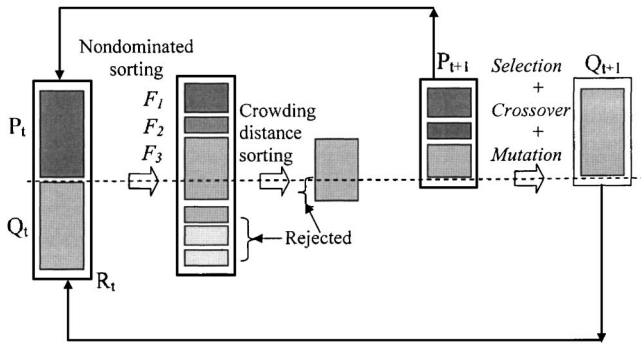 Nondominated
sorting
P_t
Q_t
R_t
F_1
F_2
F_3
Crowding
distance
sorting
Rejected
P_t+1
Selection
+
Crossover
+
Mutation
Q_t+1